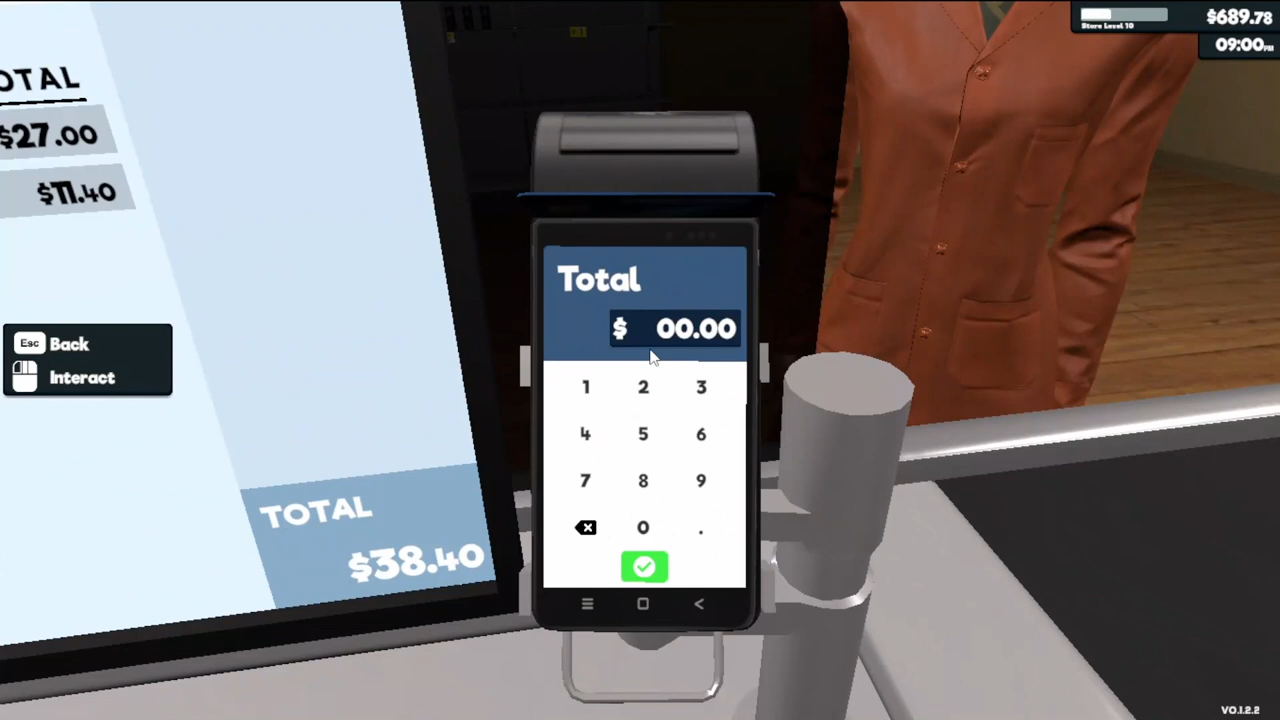 OTAL
$27.00
$11.40
Esc Back
Interact
TOTAL
$38.40
Total
$ 00.00
1 2 3
4 5 6
7 8 9
0 .
$689.78
Store Level 10
09:00PM
V0.1.2.2